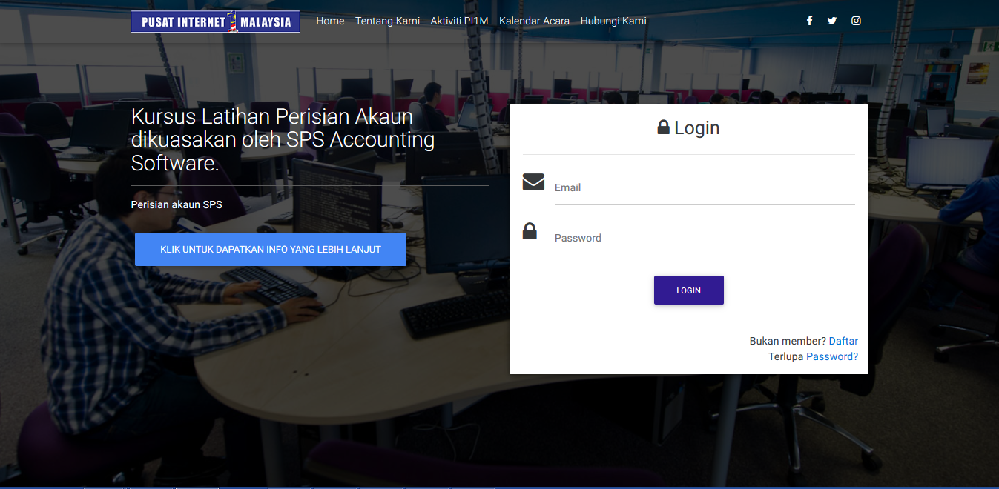 PUSAT INTERNET MALAYSIA
Home Tentang Kami Aktiviti PI1M Kalendar Acara Hubungi Kami
Kursus Latihan Perisian Akaun
dikuasakan oleh SPS Accounting
Software.
Perisian akaun SPS
KLIK UNTUK DAPATKAN INFO YANG LEBIH LANJUT
Login
Email
Password
LOGIN
Bukan member? Daftar
Terlupa Password?